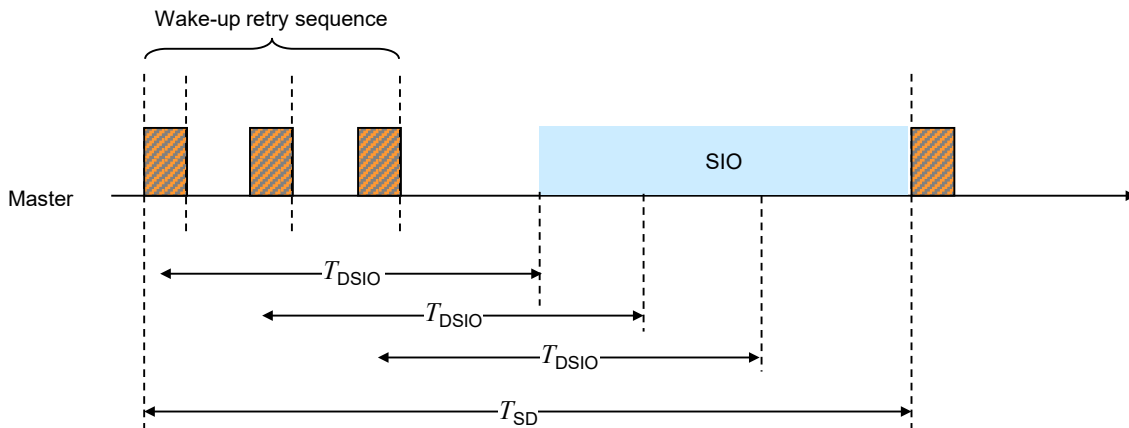 Wake-up retry sequence
SIO
Master
TDSIO
TDSIO
TDSIO
TSD